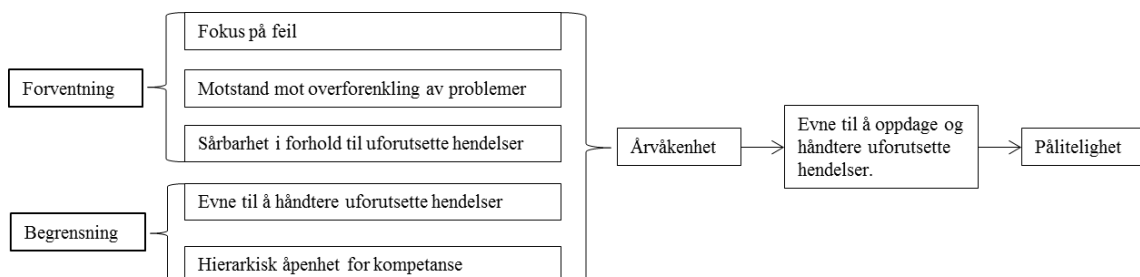 Forventning
Fokus på feil
Motstand mot overforenkling av problemer
Sårbarhet i forhold til uforutsette hendelser
Begrensning
Evne til å håndtere uforutsette hendelser
Hierarkisk åpenhet for kompetanse
Årvåkenhet
Evne til å oppdage og
håndtere uforutsette
hendelser.
Pålitelighet